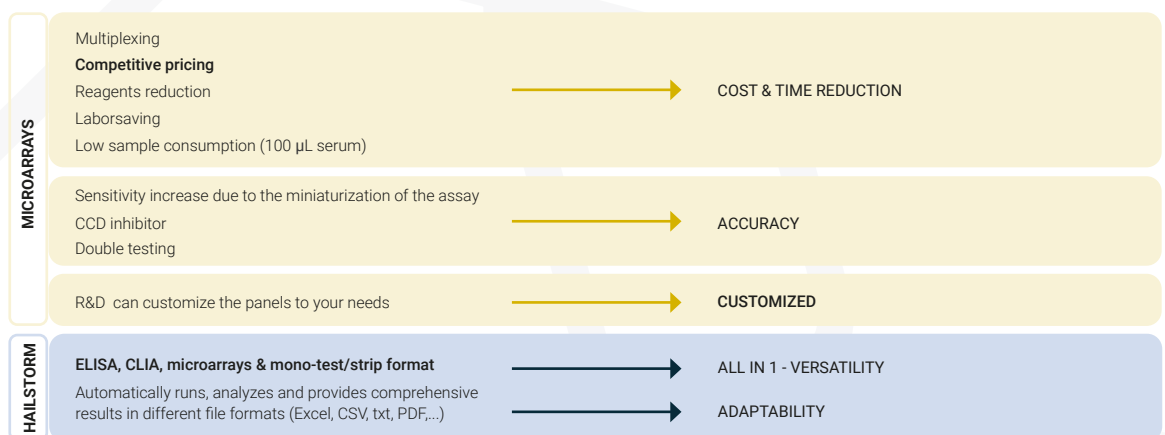 MICROARRAYS
Multiplexing
Competitive pricing
Reagents reduction
Laborsaving
Low sample consumption (100 µL serum)
COST & TIME REDUCTION
Sensitivity increase due to the miniaturization of the assay
CCD inhibitor
Double testing
ACCURACY
R&D can customize the panels to your needs
CUSTOMIZED
HAILSTORM
ELISA, CLIA, microarrays & mono-test/strip format
ALL IN 1 - VERSATILITY
Automatically runs, analyzes and provides comprehensive
results in different file formats (Excel, CSV, txt, PDF,...)
ADAPTABILITY